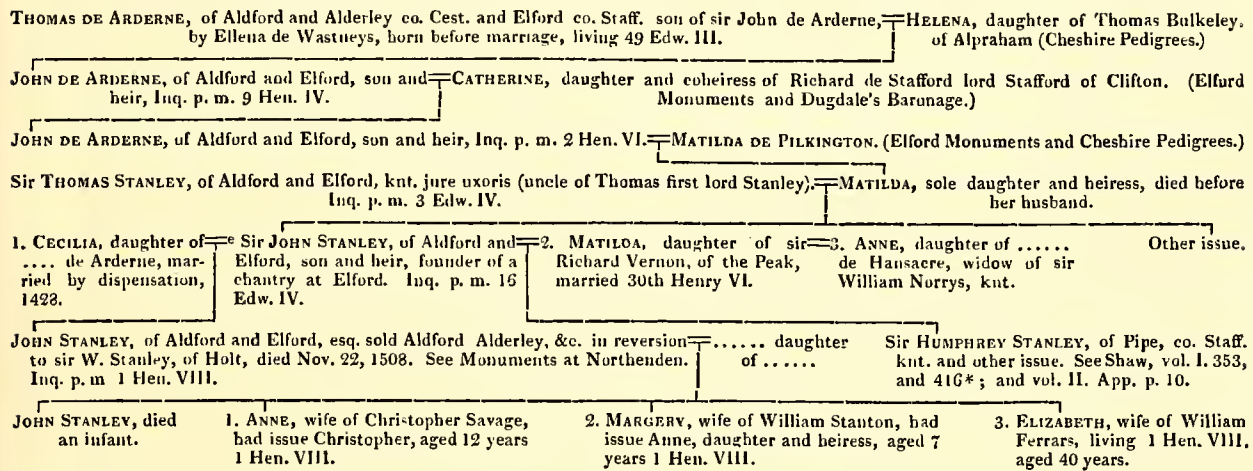 THOMAS DE ARDERNE, of Aldford and Alderley co. Cest. and Elford co. Staff. son of sir John de Arderne, by Ellena de Wastneys, born before marriage, living 49 Edw. III.
HELENA, daughter of Thomas Bulkeley, of Alpraham (Cheshire Pedigrees.)
JOHN DE ARDERNE, of Aldford and Elford, son and heir, Inq. p. m. 9 Hen. IV.
CATHERINE, daughter and coheiress of Richard de Stafford lord Stafford of Clifton. (Elford Monuments and Dugdale's Baronage.)
JOHN DE ARDERNE, of Aldford and Elford, son and heir, Inq. p. m. 2 Hen. VI.
MATILDA DE PILKINGTON. (Elford Monuments and Cheshire Pedigrees.)
Sir THOMAS STANLEY, of Aldford and Elford, knt. jure uxoris (uncle of Thomas first lord Stanley). Inq. p. m. 3 Edw. IV.
MATILDA, sole daughter and heiress, died before her husband.
1. CECILIA, daughter of .... de Arderne, married by dispensation, 1423.
Sir JOHN STANLEY, of Aldford and Elford, son and heir, founder of a chantry at Elford. Inq. p. m. 16 Edw. IV.
2. MATILDA, daughter of sir Richard Vernon, of the Peak, married 30th Henry VI.
3. ANNE, daughter of ...... de Hansacre, widow of sir William Norrys, knt.
Other issue.
JOHN STANLEY, of Aldford and Elford, esq. sold Aldford Alderley, &c. in reversion to sir W. Stanley, of Holt, died Nov. 22, 1508. See Monuments at Northenden. Inq. p. m 1 Hen. VIII.
...... daughter of ......
Sir HUMPHREY STANLEY, of Pipe, co. Staff. knt. and other issue. See Shaw, vol. I. 353, and 416*; and vol. II. App. p. 10.
JOHN STANLEY, died an infant.
1. ANNE, wife of Christopher Savage, had issue Christopher, aged 12 years 1 Hen. VIII.
2. MARGERY, wife of William Stanton, had issue Anne, daughter and heiress, aged 7 years 1 Hen. VIII.
3. ELIZABETH, wife of William Ferrars, living 1 Hen. VIII. aged 40 years.